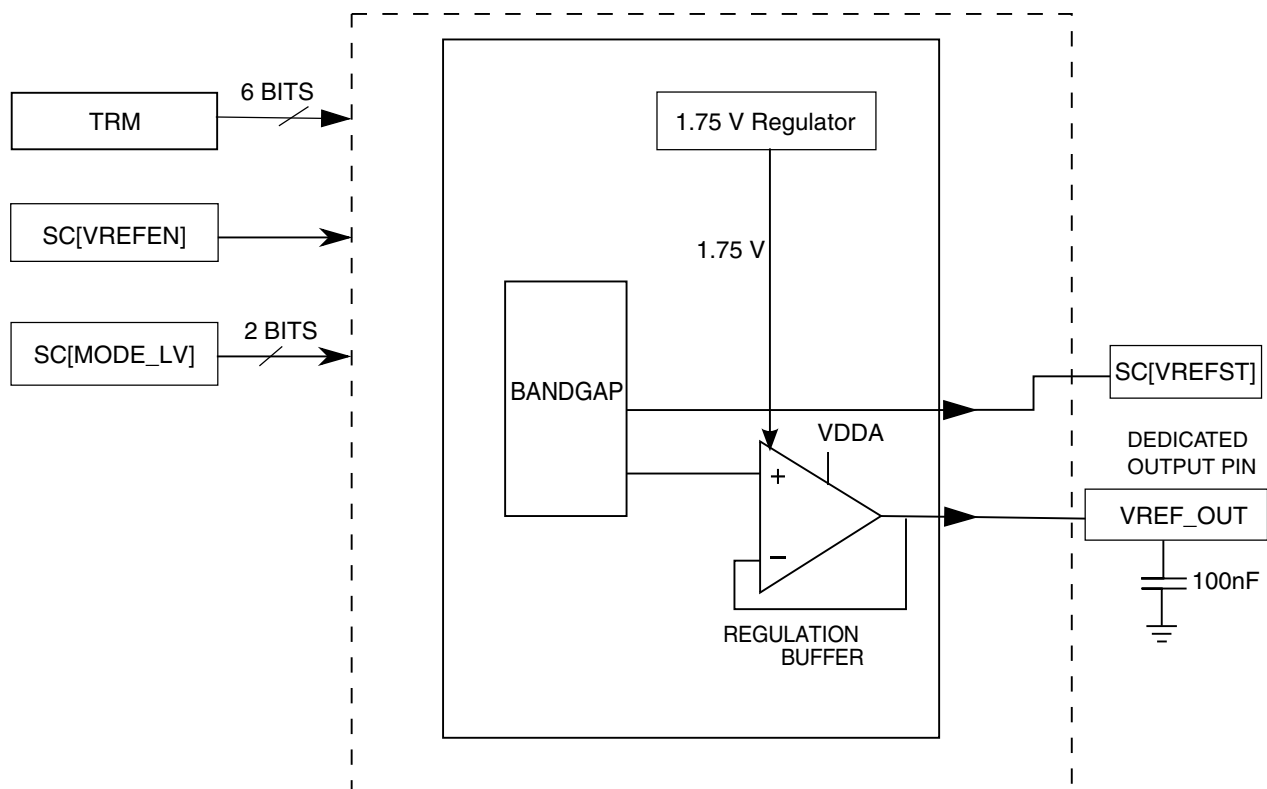 6 BITS
TRM
1.75 V Regulator
SC[VREFEN]
1.75 V
2 BITS
SC[MODE_LV]
BANDGAP
SC[VREFST]
VDDA
DEDICATED
OUTPUT PIN
+
VREF_OUT
−
100nF
REGULATION
BUFFER